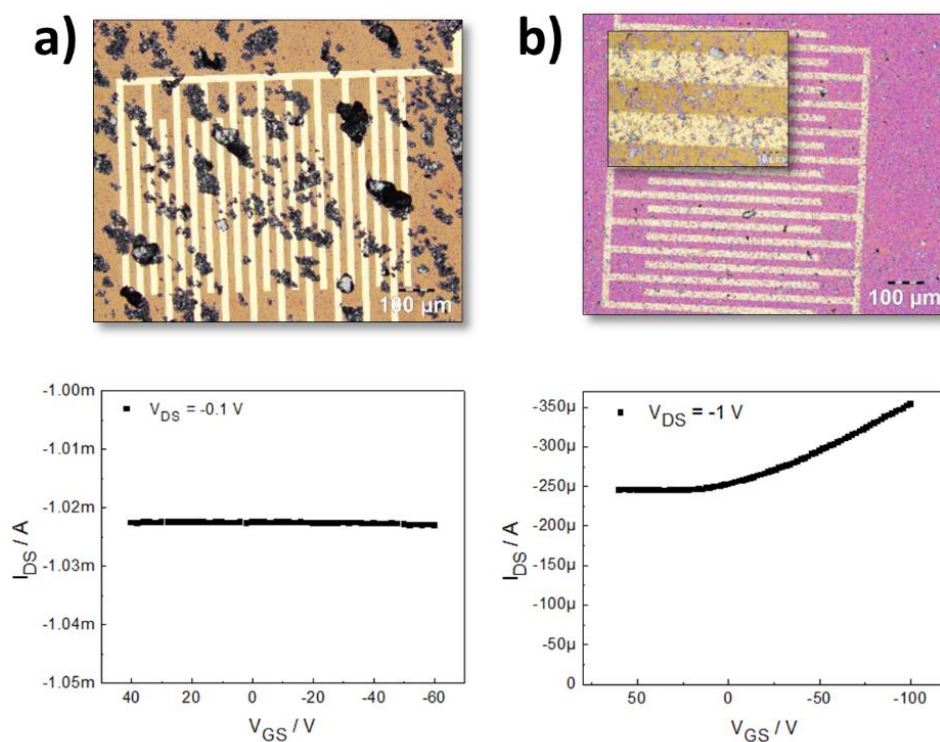 a)
100 µm
b)
10 µm
100 µm
-1.00m
-1.01m
-1.02m
-1.03m
-1.04m
-1.05m
I_DS / A
V_DS = -0.1 V
40
20
0
-20
-40
-60
V_GS / V
-350µ
-300µ
-250µ
-200µ
-150µ
-100µ
-50µ
0
I_DS / A
V_DS = -1 V
50
0
-50
-100
V_GS / V